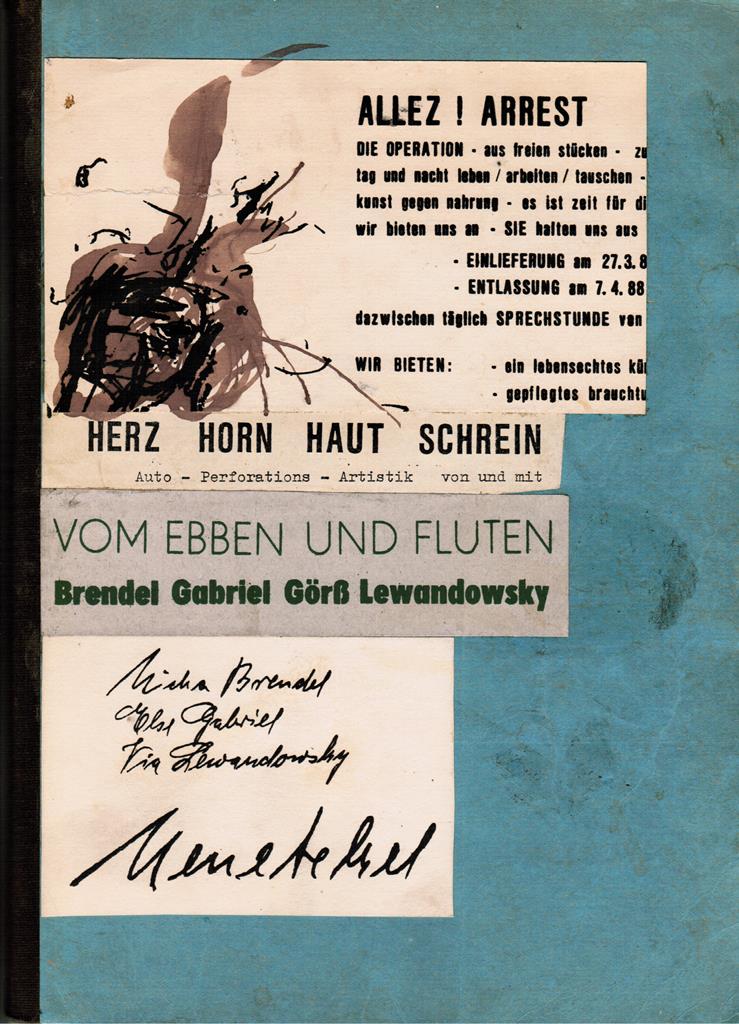 ALLEZ ! ARREST
DIE OPERATION - aus freien stücken - zu
tag und nacht leben / arbeiten / tauschen -
kunst gegen nahrung - es ist zeit für di
wir bieten uns an - SIE halten uns aus
- EINLIEFERUNG am 27.3.8
- ENTLASSUNG am 7.4.88
dazwischen täglich SPRECHSTUNDE von
WIR BIETEN: - ein lebensechtes kü
- gepflegtes brauchtu
HERZ HORN HAUT SCHREIN
Auto - Perforations - Artistik von und mit
VOM EBBEN UND FLUTEN
Brendel Gabriel Görß Lewandowsky
Micha Brendel
Else Gabriel
Via Lewandowsky
Menetekel